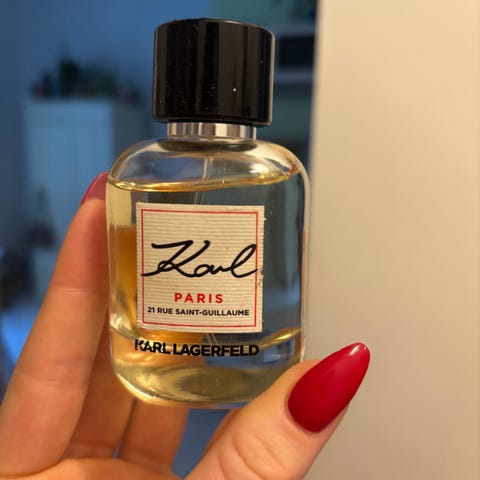 Karl
PARIS
21 RUE SAINT-GUILLAUME
KARL LAGERFELD